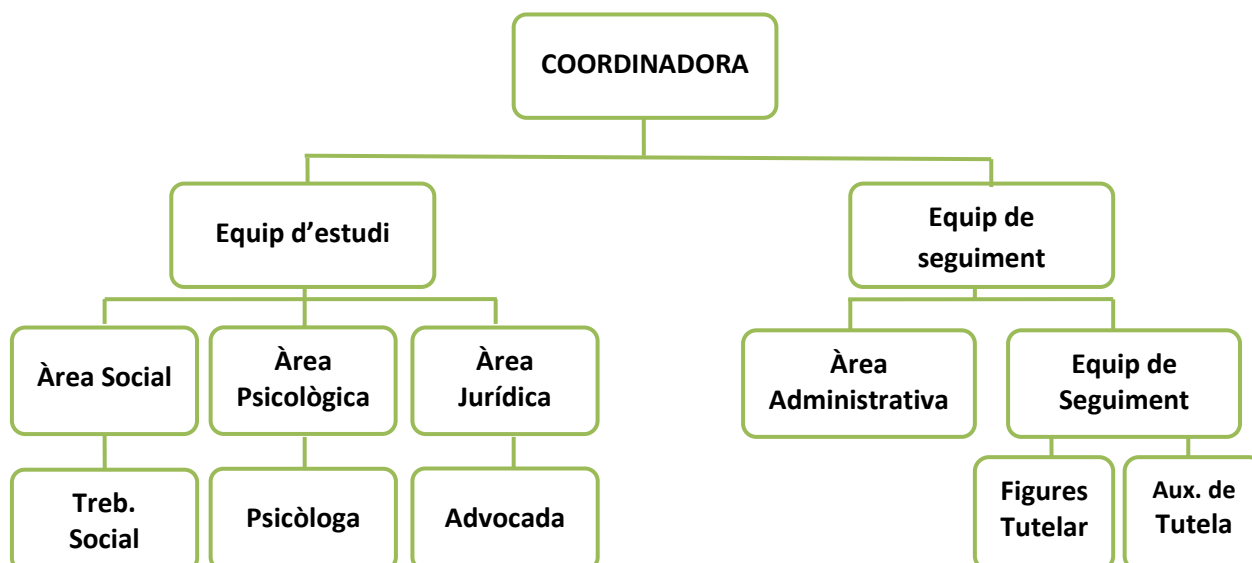 COORDINADORA
Equip d’estudi
Equip de
seguiment
Àrea Social
Àrea
Psicològica
Àrea
Jurídica
Àrea
Administrativa
Equip de
Seguiment
Treb.
Social
Psicòloga
Advocada
Figures
Tutelar
Aux. de
Tutela